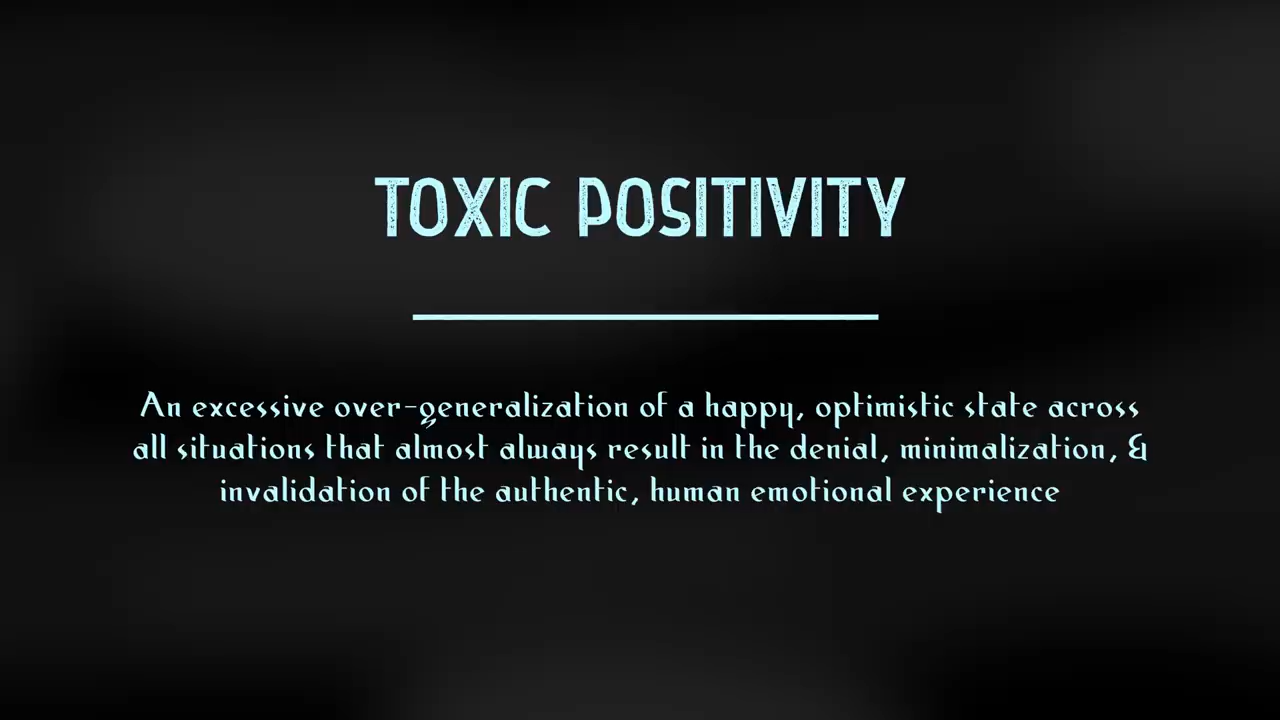 TOXIC POSITIVITY
An excessive over-generalization of a happy, optimistic state across
all situations that almost always result in the denial, minimalization, &
invalidation of the authentic, human emotional experience